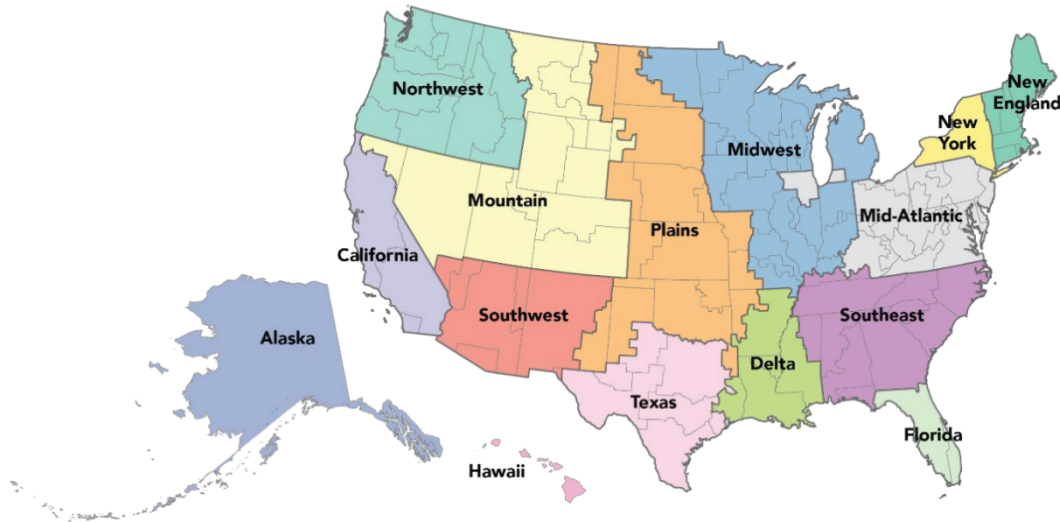 Northwest
New
England
New
York
Midwest
Mountain
Mid-Atlantic
Plains
California
Southwest
Southeast
Alaska
Delta
Texas
Florida
Hawaii